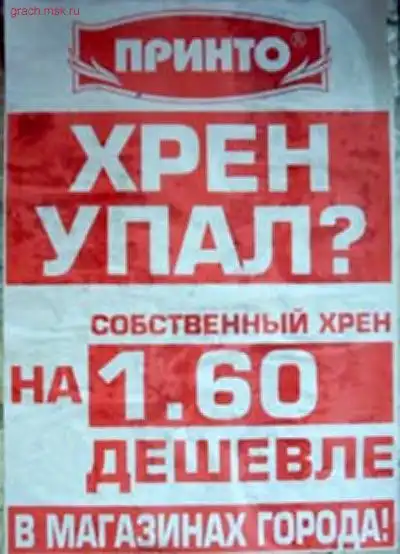 grach.msk.ru
ПРИНТО®
ХРЕН
УПАЛ?
СОБСТВЕННЫЙ ХРЕН
НА 1.60
ДЕШЕВЛЕ
В МАГАЗИНАХ ГОРОДА!